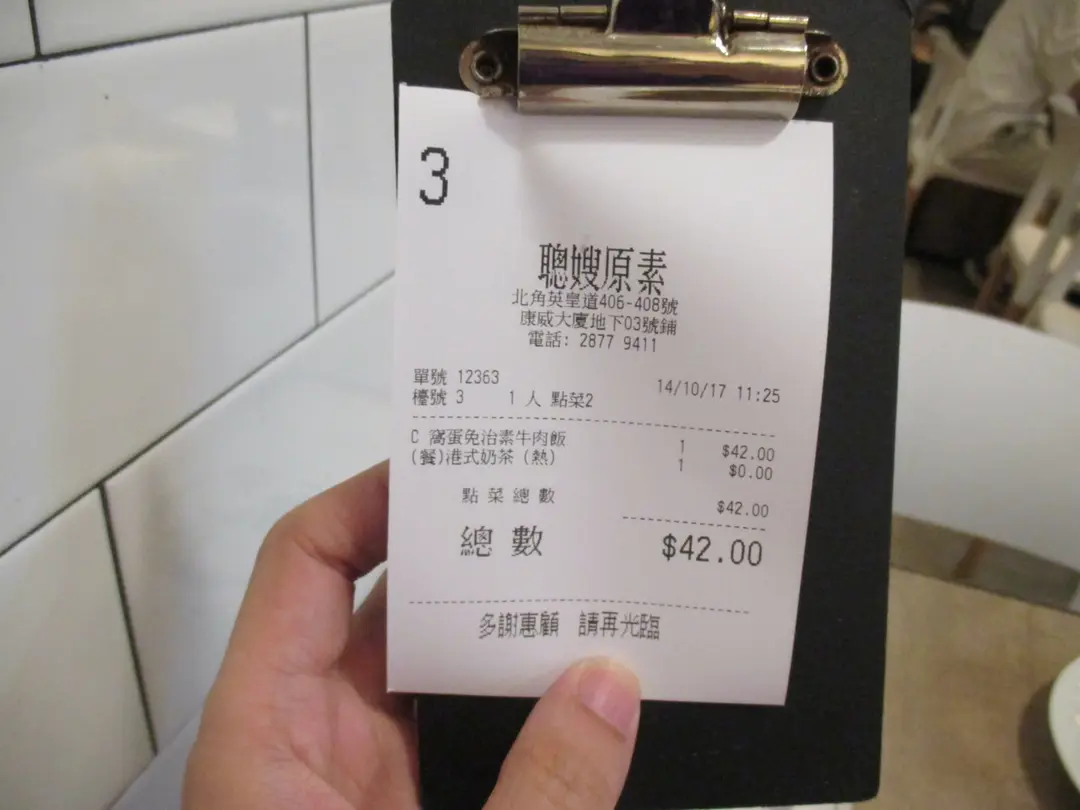 3
聰嫂原素
北角英皇道406-408號
康威大廈地下03號鋪
電話: 2877 9411
單號 12363 14/10/17 11:25
檯號 3 1 人 點菜2
C 窩蛋免治素牛肉飯 1 $42.00
(餐)港式奶茶 (熱) 1 $0.00
點 菜 總 數 $42.00
總 數 $42.00
多謝惠顧 請再光臨